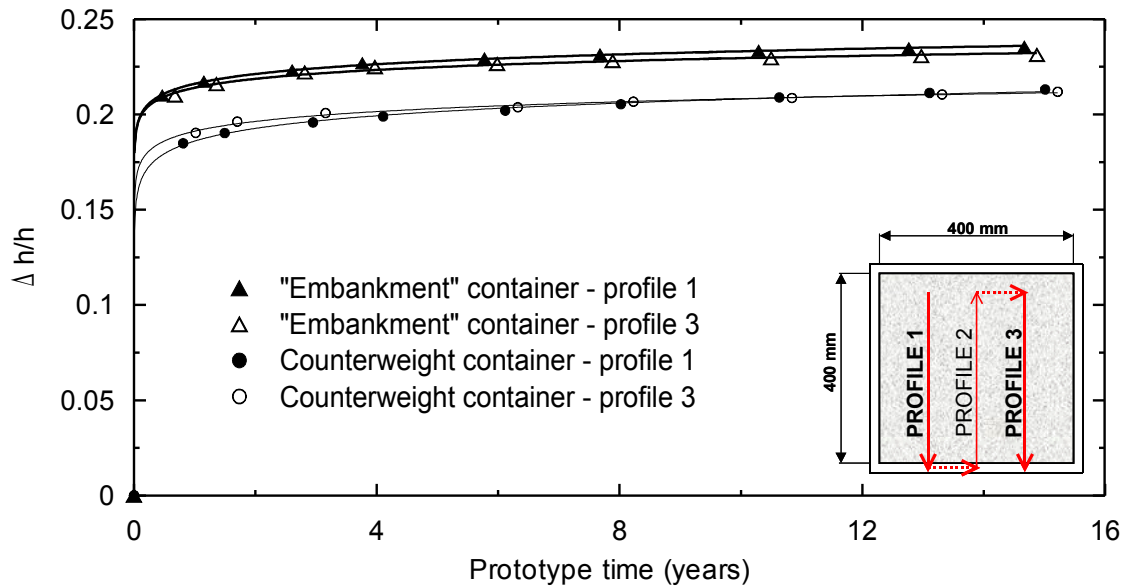 0.25
0.2
0.15
0.1
0.05
0
Δ h/h
0
4
8
12
16
Prototype time (years)
"Embankment" container - profile 1
"Embankment" container - profile 3
Counterweight container - profile 1
Counterweight container - profile 3
400 mm
400 mm
PROFILE 1
PROFILE 2
PROFILE 3